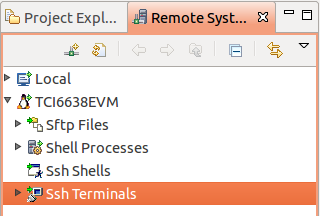 Project Expl... Remote Syst...
Local
TCI6638EVM
Sftp Files
Shell Processes
Ssh Shells
Ssh Terminals